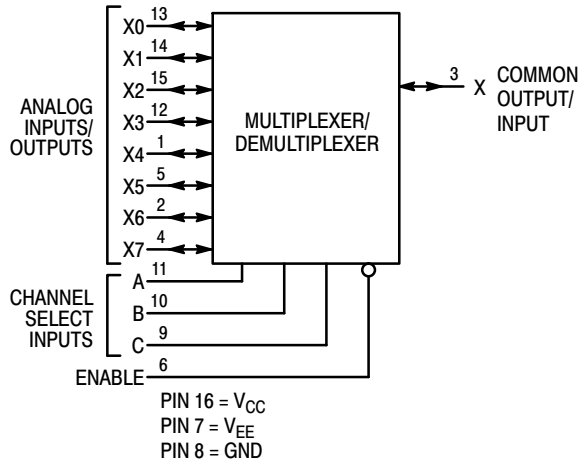 X0 13
X1 14
X2 15
X3 12
X4 1
X5 5
X6 2
X7 4
ANALOG
INPUTS/
OUTPUTS
MULTIPLEXER/
DEMULTIPLEXER
3 X COMMON
OUTPUT/
INPUT
A 11
B 10
C 9
CHANNEL
SELECT
INPUTS
ENABLE 6
PIN 16 = VCC
PIN 7 = VEE
PIN 8 = GND